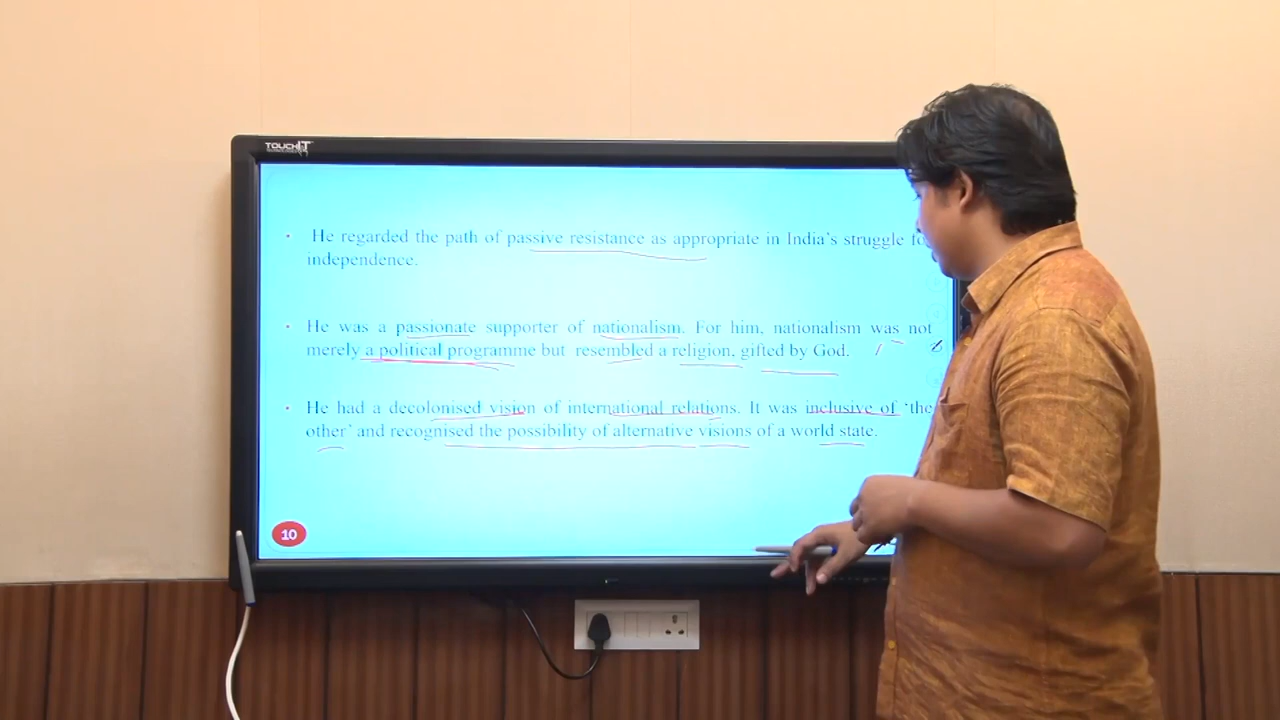 TOUCHIT
• He regarded the path of passive resistance as appropriate in India's struggle fo
independence.
• He was a passionate supporter of nationalism. For him, nationalism was not
merely a political programme but resembled a religion, gifted by God.
• He had a decolonised vision of international relations. It was inclusive of 'the
other' and recognised the possibility of alternative visions of a world state.
10